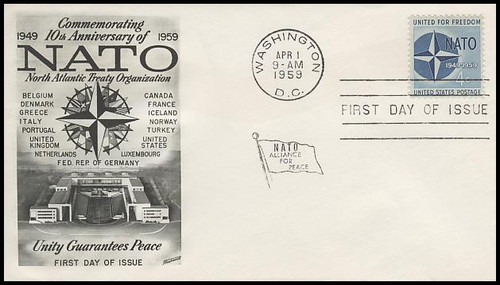 Commemorating
1949 10th Anniversary of 1959
NATO
North Atlantic Treaty Organization
BELGIUM CANADA
DENMARK FRANCE
GREECE ICELAND
ITALY NORWAY
PORTUGAL TURKEY
UNITED KINGDOM UNITED STATES
NETHERLANDS LUXEMBOURG
FED. REP. OF GERMANY
Unity Guarantees Peace
FIRST DAY OF ISSUE
WASHINGTON
APR 1
9-AM
1959
D.C.
NATO
ALLIANCE
FOR
PEACE
UNITED FOR FREEDOM
NATO
1949-1959
4c
UNITED STATES POSTAGE
FIRST DAY OF ISSUE